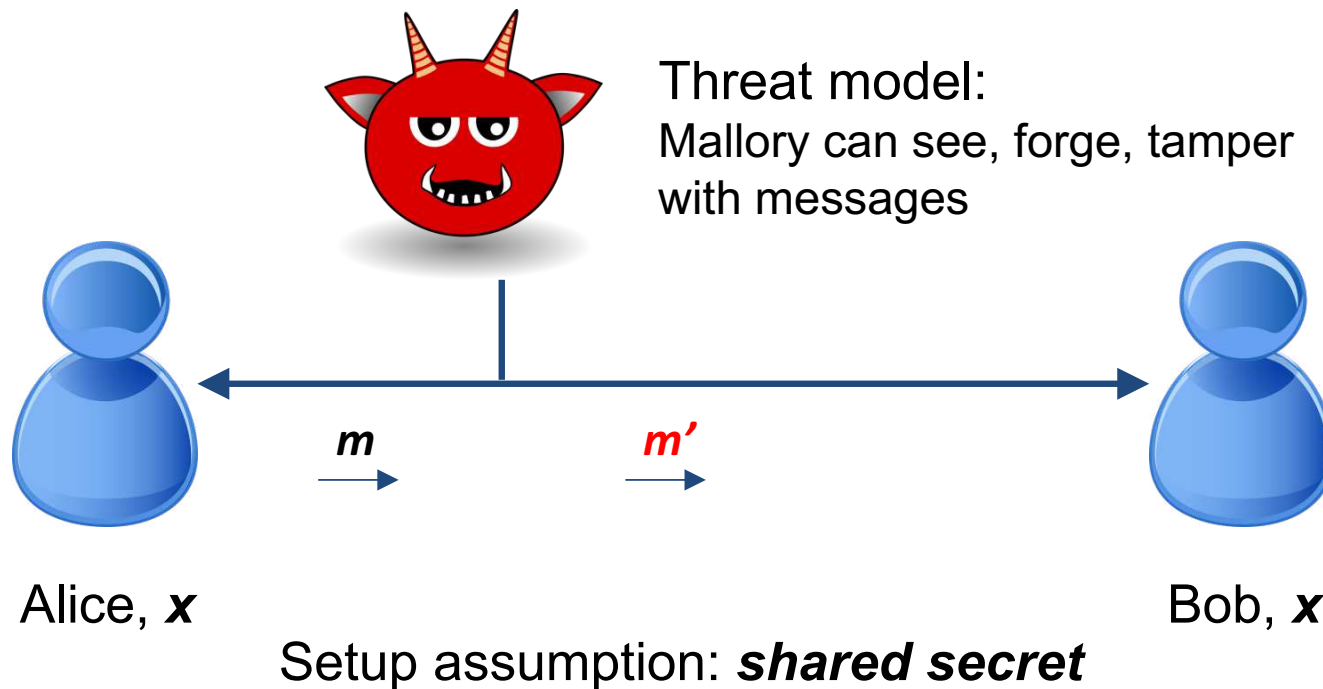 Threat model:
Mallory can see, forge, tamper
with messages
m
m’
Alice, x
Bob, x
Setup assumption: shared secret